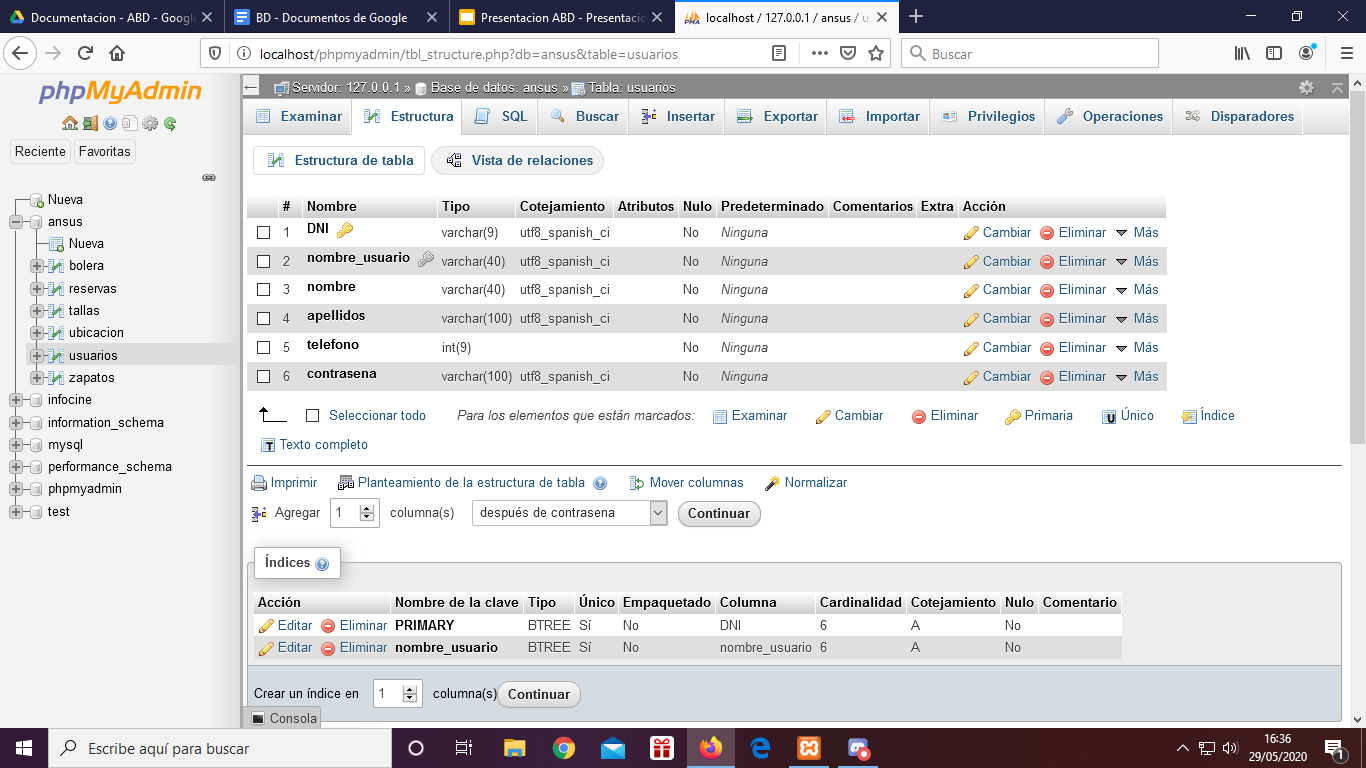 Documentacion - ABD - Googl
BD - Documentos de Google
Presentacion ABD - Presentacio
localhost / 127.0.0.1 / ansus / u
localhost/phpmyadmin/tbl_structure.php?db=ansus&table=usuarios
Buscar
phpMyAdmin
Reciente Favoritas
Nueva
ansus
Nueva
bolera
reservas
tallas
ubicacion
usuarios
zapatos
infocine
information_schema
mysql
performance_schema
phpmyadmin
test
Servidor: 127.0.0.1 » Base de datos: ansus » Tabla: usuarios
Examinar Estructura SQL Buscar Insertar Exportar Importar Privilegios Operaciones Disparadores
Estructura de tabla Vista de relaciones
# Nombre Tipo Cotejamiento Atributos Nulo Predeterminado Comentarios Extra Acción
1 DNI varchar(9) utf8_spanish_ci No Ninguna Cambiar Eliminar Más
2 nombre_usuario varchar(40) utf8_spanish_ci No Ninguna Cambiar Eliminar Más
3 nombre varchar(40) utf8_spanish_ci No Ninguna Cambiar Eliminar Más
4 apellidos varchar(100) utf8_spanish_ci No Ninguna Cambiar Eliminar Más
5 telefono int(9) No Ninguna Cambiar Eliminar Más
6 contrasena varchar(100) utf8_spanish_ci No Ninguna Cambiar Eliminar Más
Seleccionar todo Para los elementos que están marcados: Examinar Cambiar Eliminar Primaria Único Índice
Texto completo
Imprimir Planteamiento de la estructura de tabla Mover columnas Normalizar
Agregar 1 columna(s) después de contrasena Continuar
Índices
Acción Nombre de la clave Tipo Único Empaquetado Columna Cardinalidad Cotejamiento Nulo Comentario
Editar Eliminar PRIMARY BTREE Sí No DNI 6 A No
Editar Eliminar nombre_usuario BTREE Sí No nombre_usuario 6 A No
Crear un índice en 1 columna(s) Continuar
Consola
Escribe aquí para buscar
16:36
29/05/2020
1